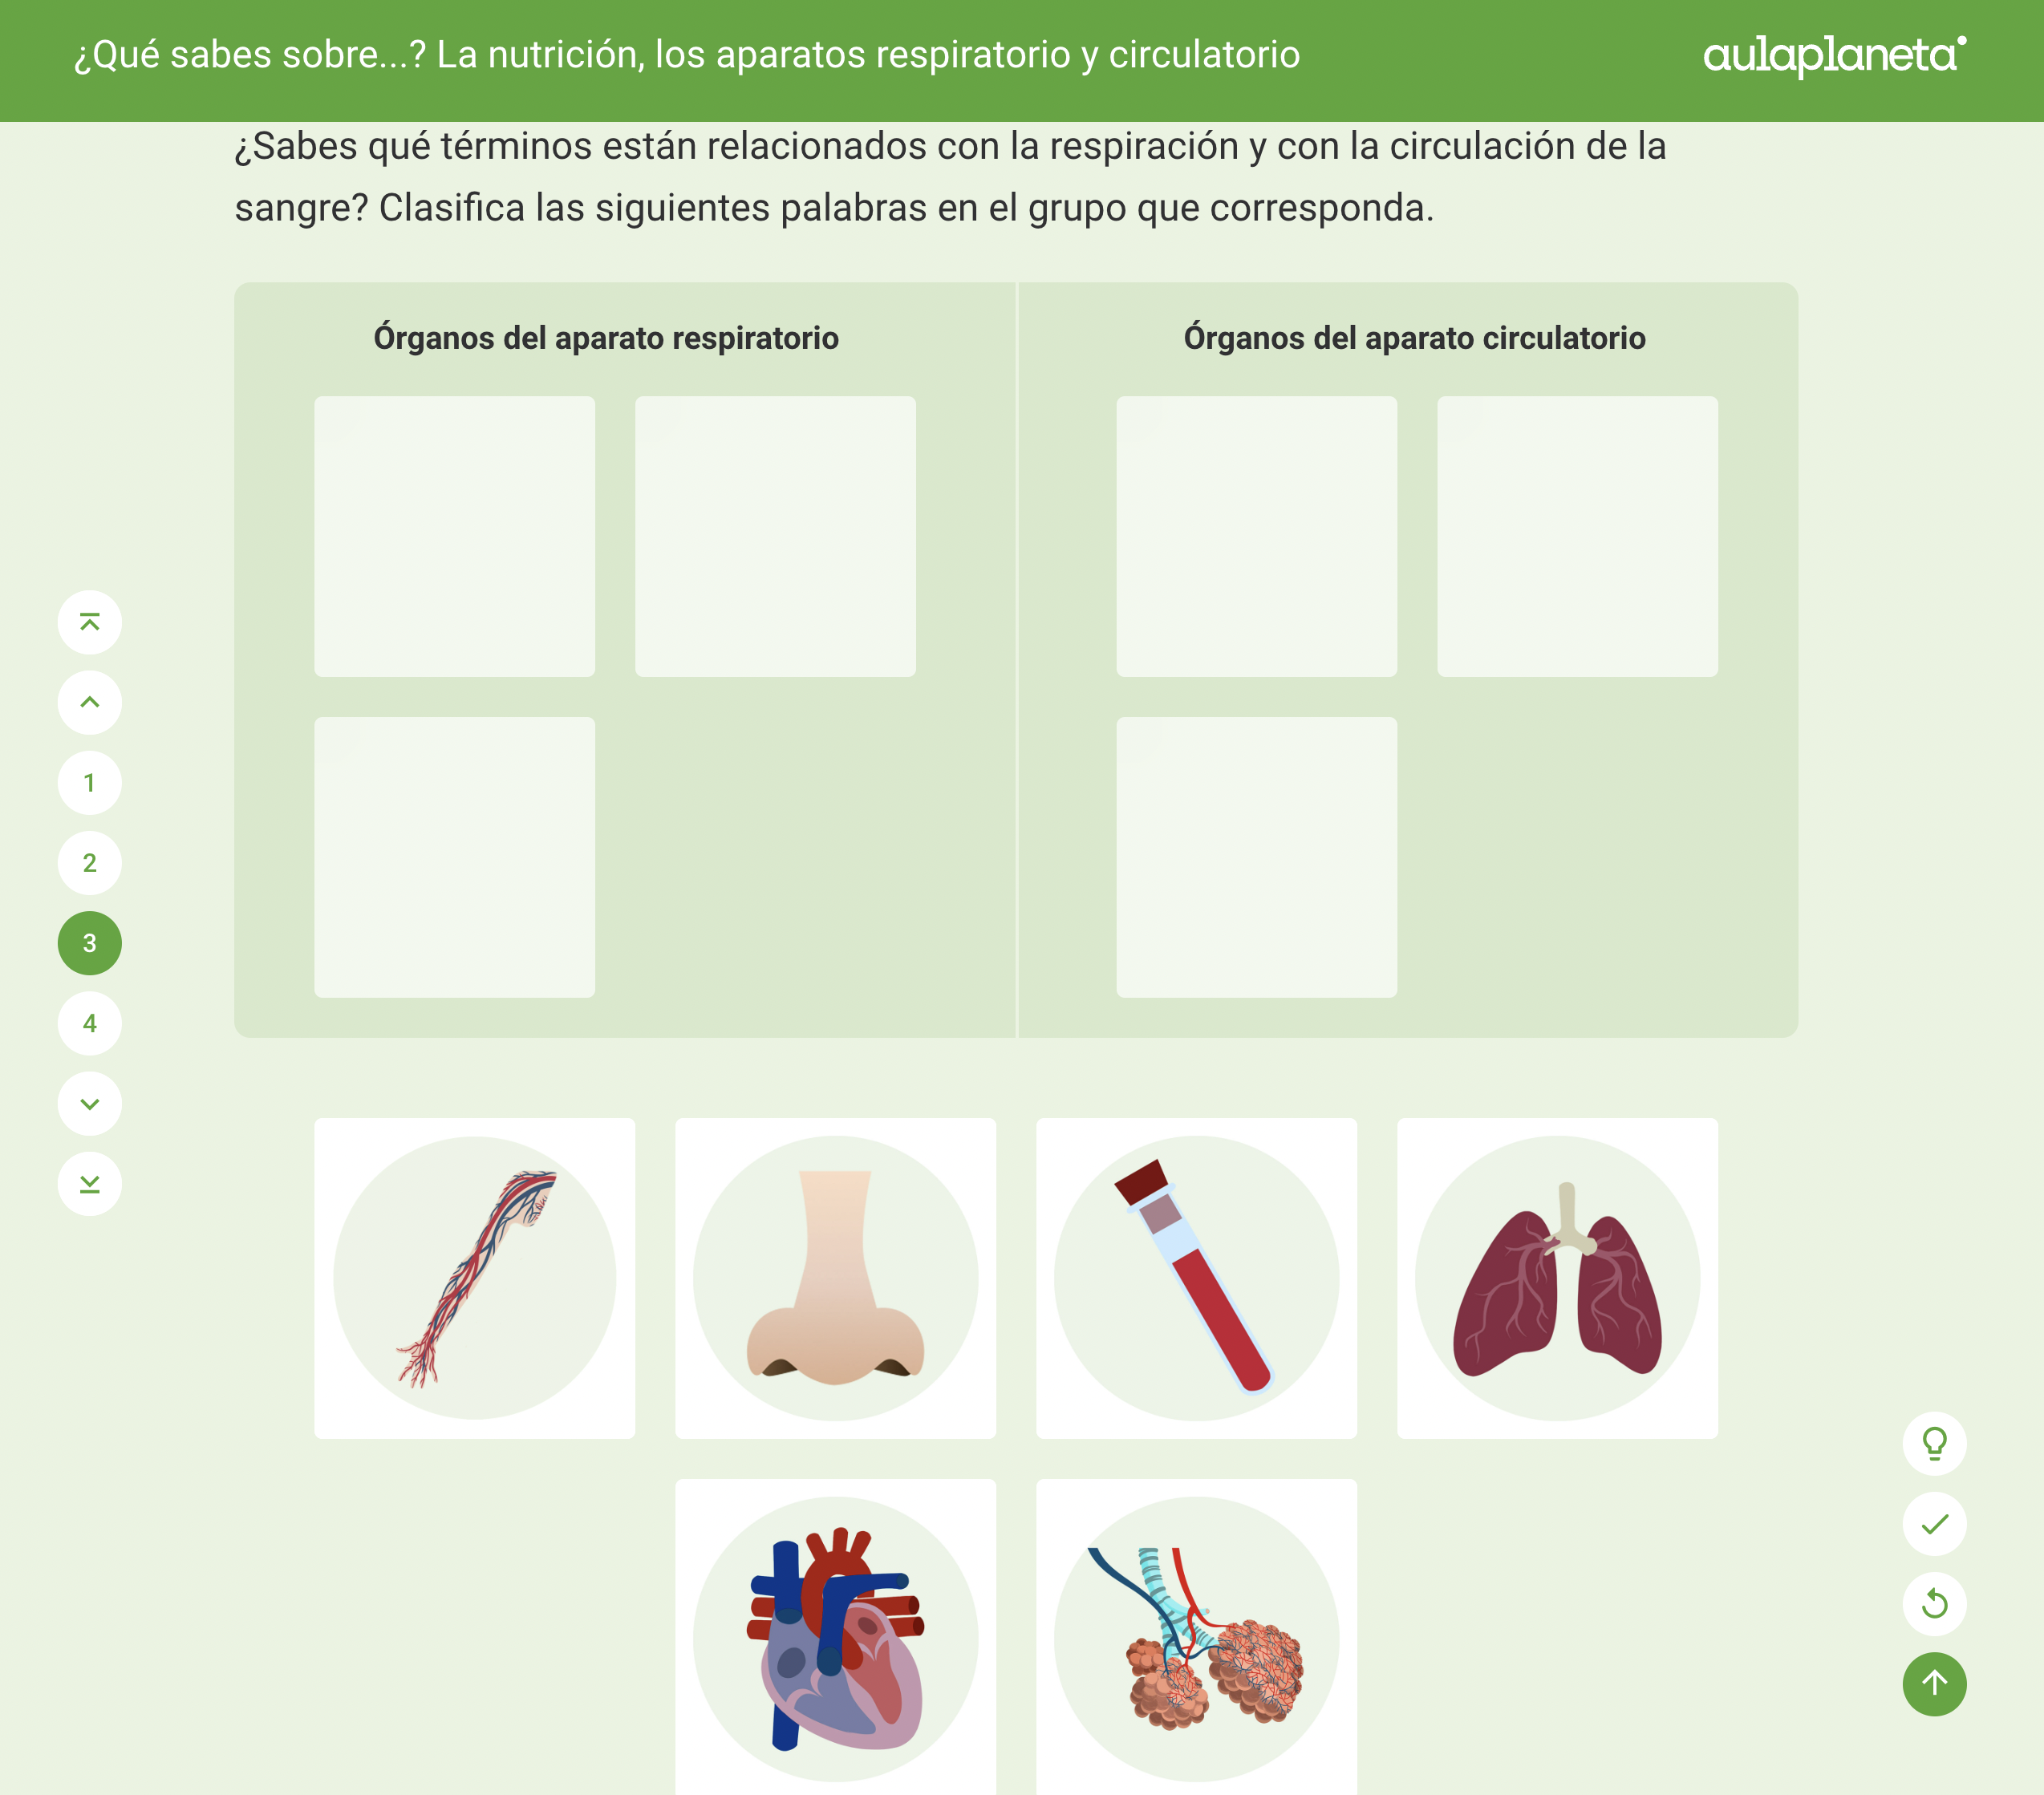 ¿Qué sabes sobre...? La nutrición, los aparatos respiratorio y circulatorio
aulaplaneta
¿Sabes qué términos están relacionados con la respiración y con la circulación de la
sangre? Clasifica las siguientes palabras en el grupo que corresponda.
Órganos del aparato respiratorio
Órganos del aparato circulatorio
1
2
3
4